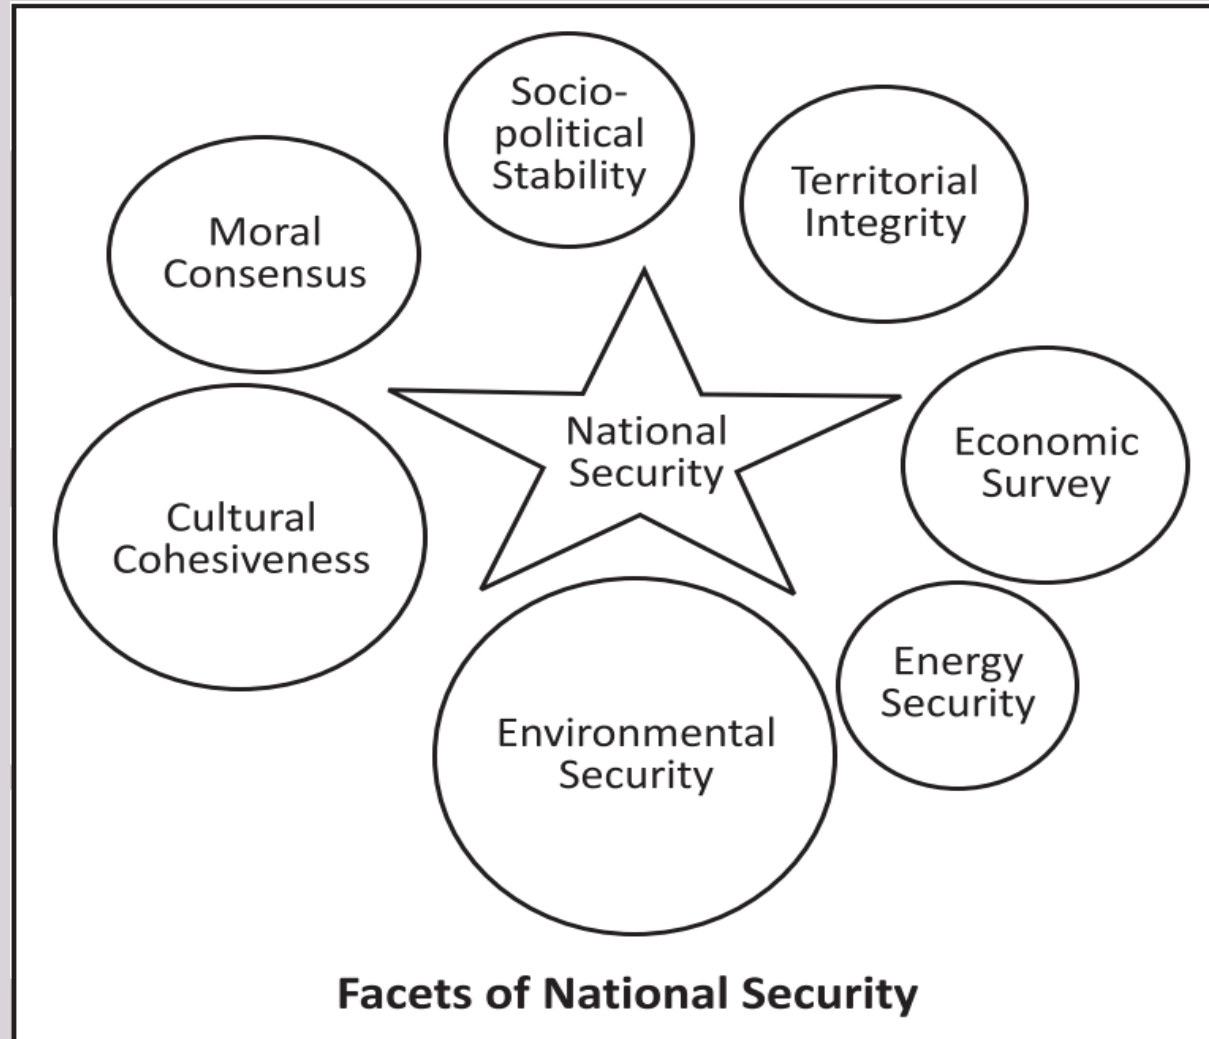 Socio-
political
Stability
Territorial
Integrity
Moral
Consensus
National
Security
Economic
Survey
Cultural
Cohesiveness
Energy
Security
Environmental
Security
Facets of National Security